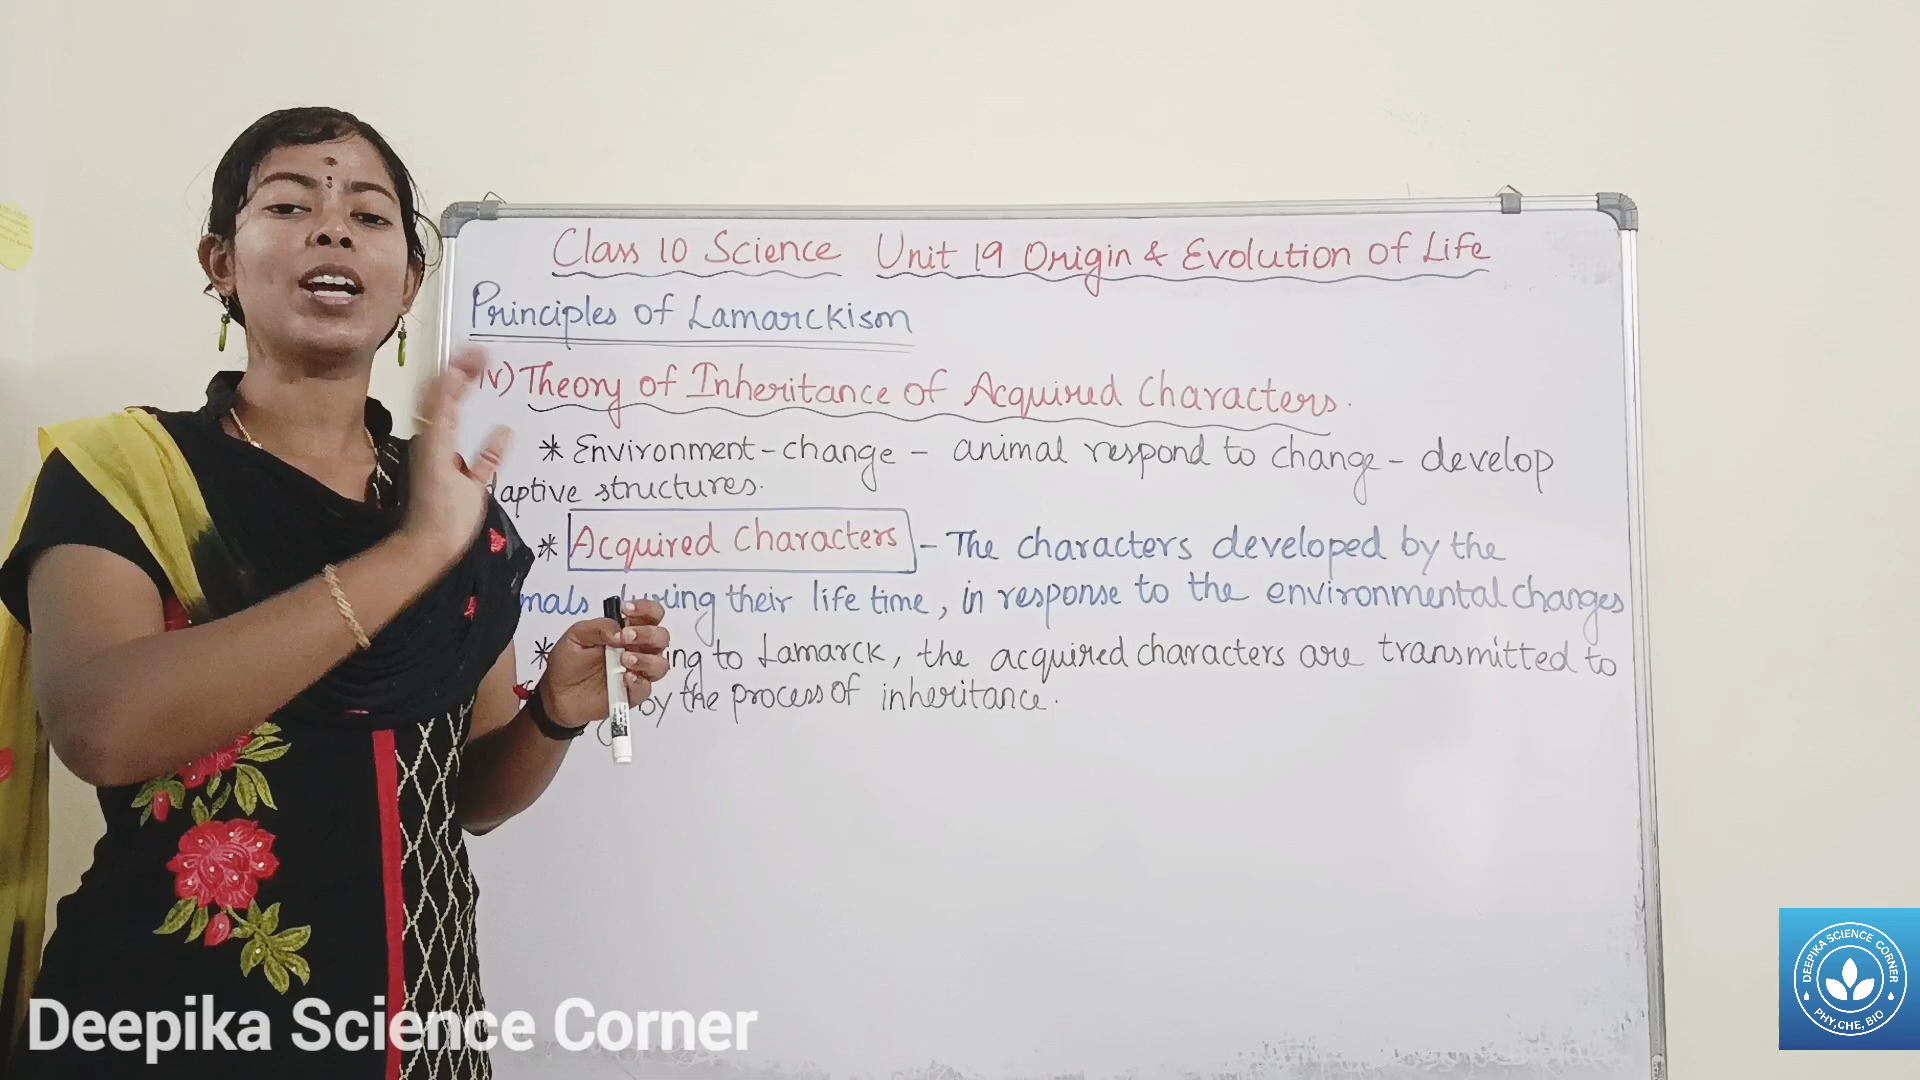 Class 10 Science Unit 19 Origin & Evolution of Life
Principles of Lamarckism
iv) Theory of Inheritance of Acquired Characters.
* Environment - change - animal respond to change - develop
structures.
* Acquired Characters - The characters developed by the
during their life time, in response to the environmental changes
* to Lamarck, the acquired characters are transmitted to
by the process of inheritance.
Deepika Science Corner
DEEPIKA SCIENCE CORNER
PHY, CHE, BIO